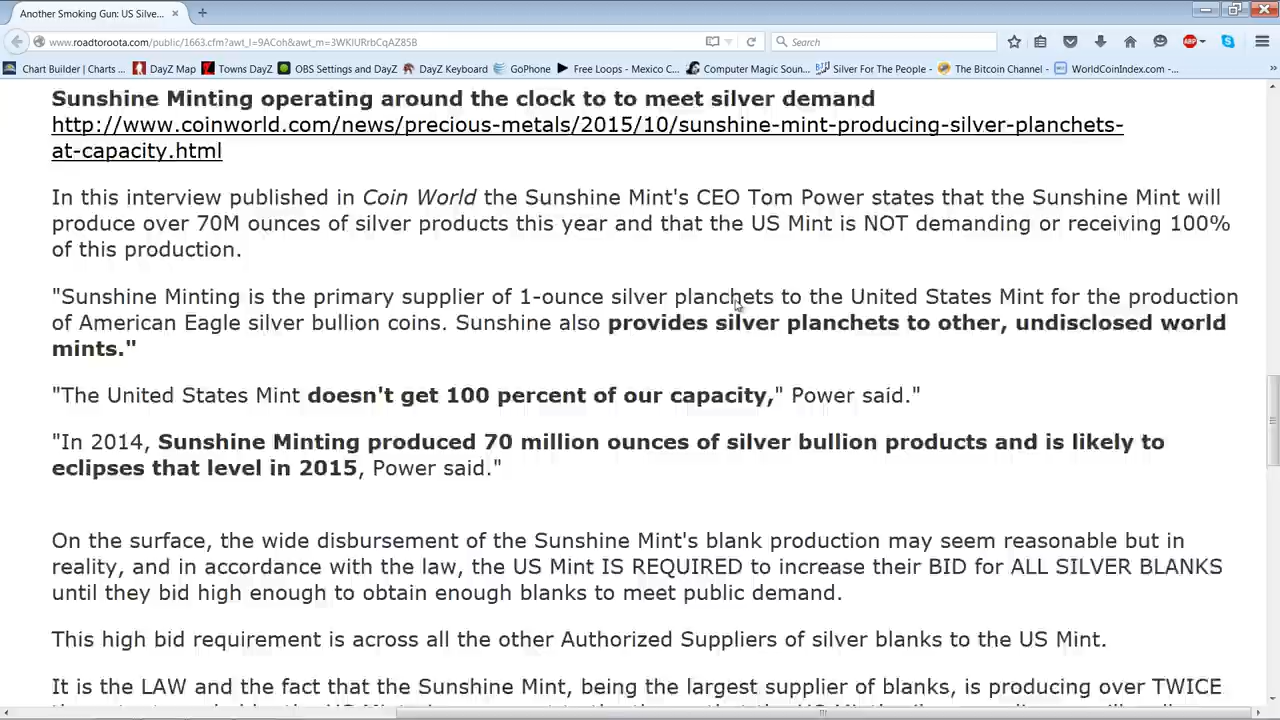 Another Smoking Gun: US Silve...
www.roadtoroota.com/public/1663.cfm?awt_l=9ACoh&awt_m=3WKlURrbCqAZ85B
Search
Chart Builder | Charts ... DayZ Map Towns DayZ OBS Settings and DayZ DayZ Keyboard GoPhone Free Loops - Mexico C... Computer Magic Soun... Silver For The People - ... The Bitcoin Channel - ... WorldCoinIndex.com -...
Sunshine Minting operating around the clock to to meet silver demand
http://www.coinworld.com/news/precious-metals/2015/10/sunshine-mint-producing-silver-planchets-
at-capacity.html
In this interview published in Coin World the Sunshine Mint's CEO Tom Power states that the Sunshine Mint will
produce over 70M ounces of silver products this year and that the US Mint is NOT demanding or receiving 100%
of this production.
"Sunshine Minting is the primary supplier of 1-ounce silver planchets to the United States Mint for the production
of American Eagle silver bullion coins. Sunshine also provides silver planchets to other, undisclosed world
mints."
"The United States Mint doesn't get 100 percent of our capacity," Power said."
"In 2014, Sunshine Minting produced 70 million ounces of silver bullion products and is likely to
eclipses that level in 2015, Power said."
On the surface, the wide disbursement of the Sunshine Mint's blank production may seem reasonable but in
reality, and in accordance with the law, the US Mint IS REQUIRED to increase their BID for ALL SILVER BLANKS
until they bid high enough to obtain enough blanks to meet public demand.
This high bid requirement is across all the other Authorized Suppliers of silver blanks to the US Mint.
It is the LAW and the fact that the Sunshine Mint, being the largest supplier of blanks, is producing over TWICE